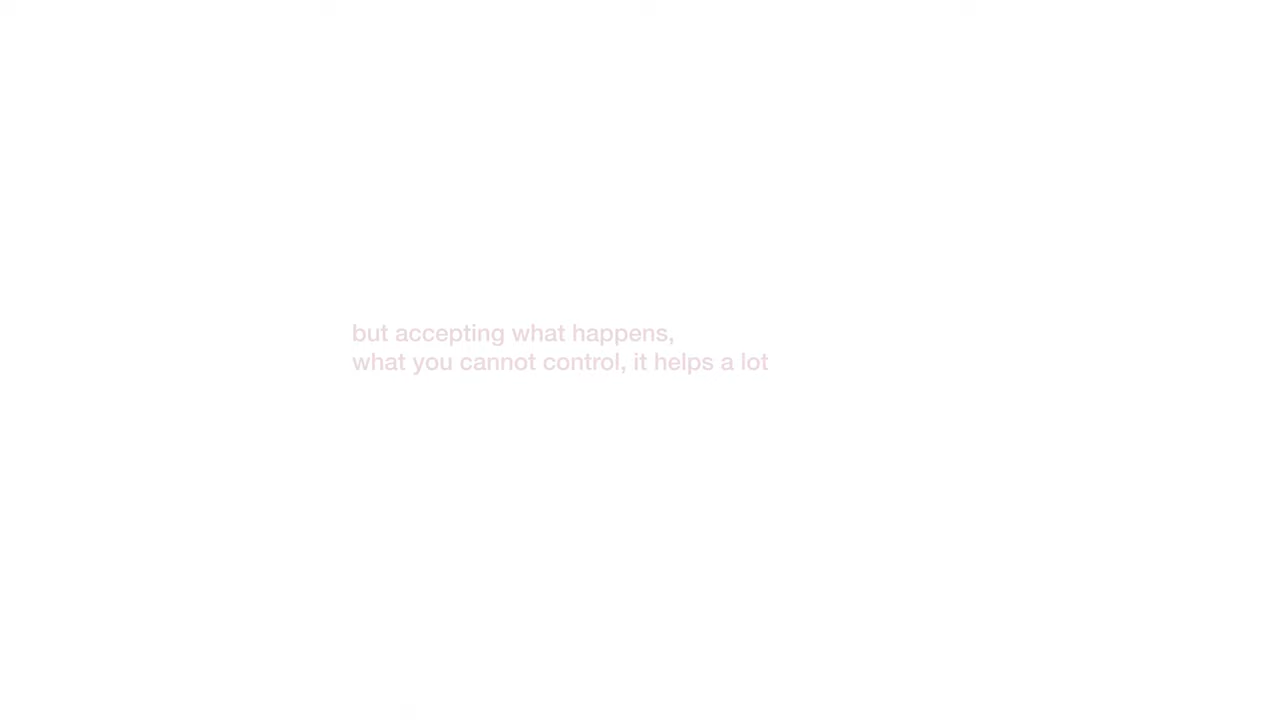 but accepting what happens,
what you cannot control, it helps a lot